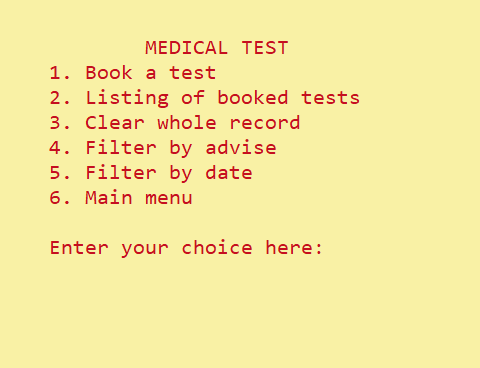 MEDICAL TEST
1. Book a test
2. Listing of booked tests
3. Clear whole record
4. Filter by advise
5. Filter by date
6. Main menu
Enter your choice here: